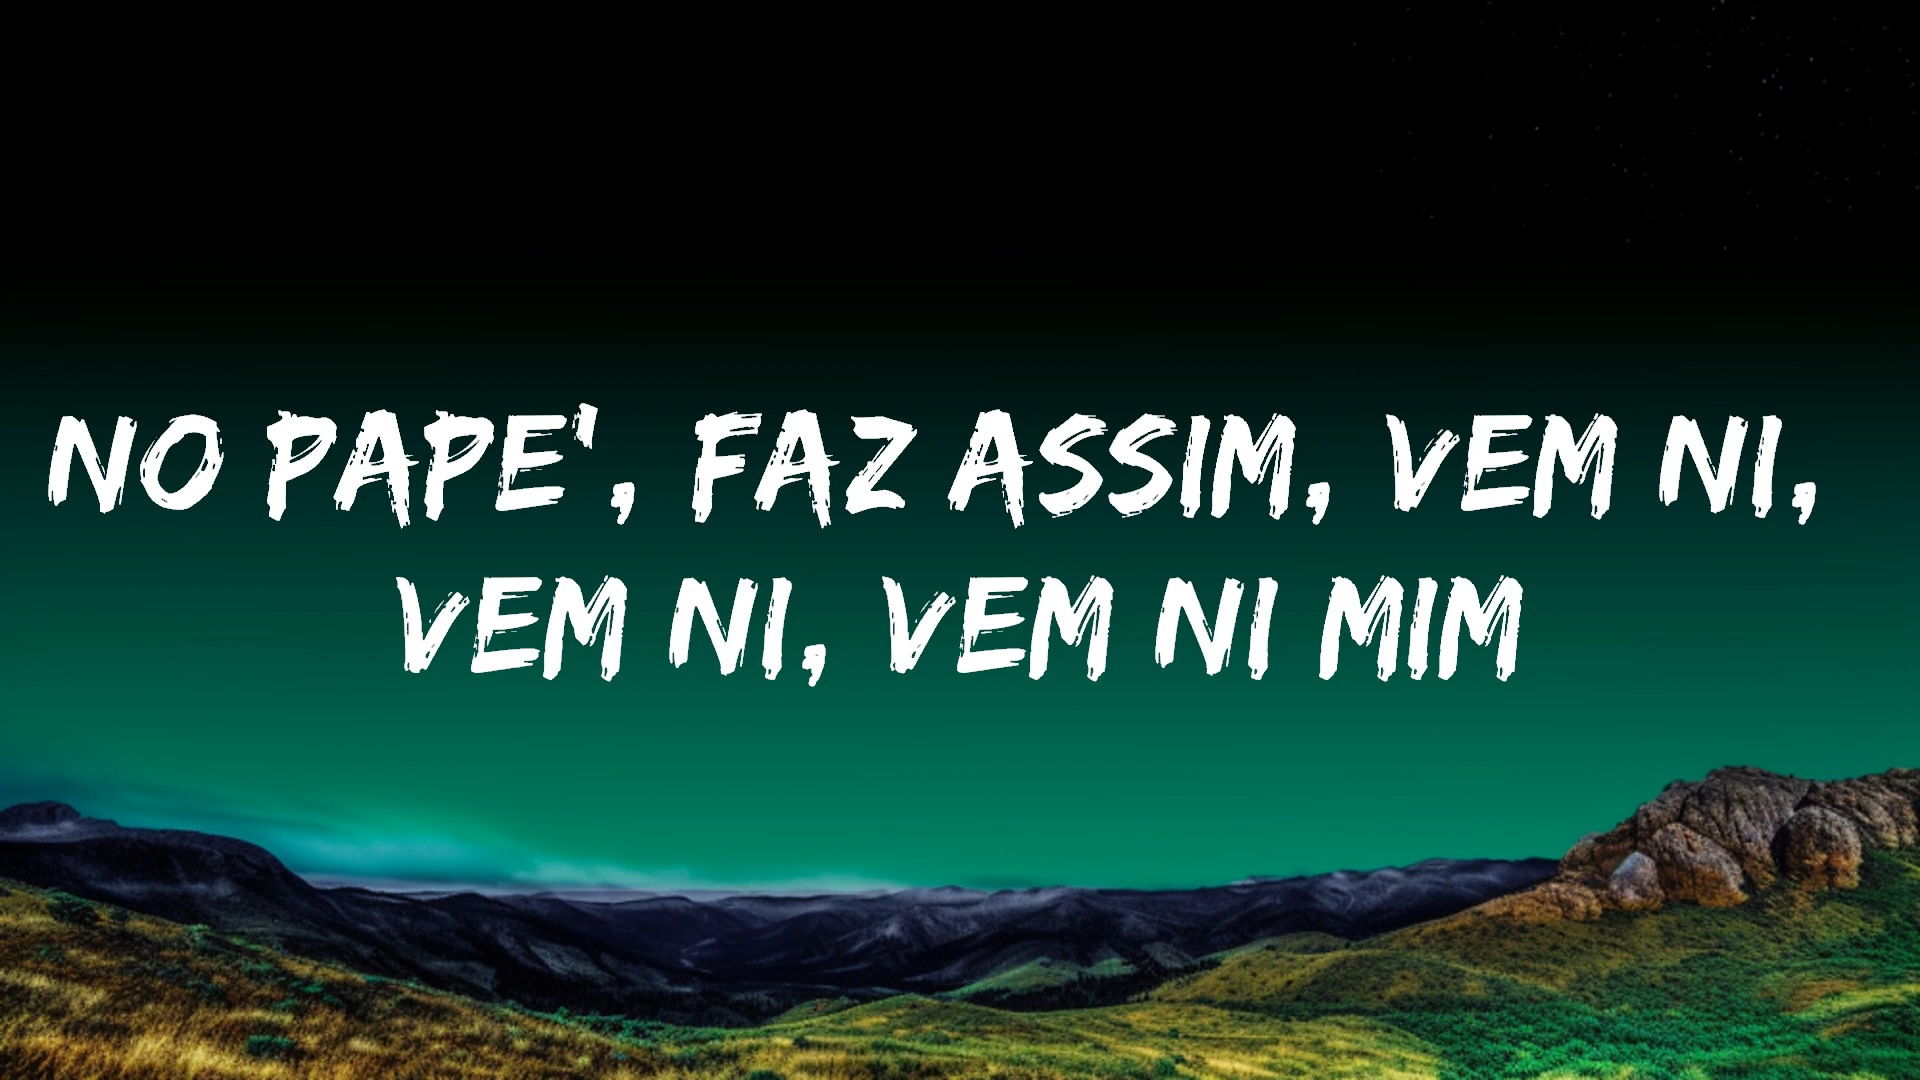 NO PAPE', FAZ ASSIM, VEM NI,
VEM NI, VEM NI MIM